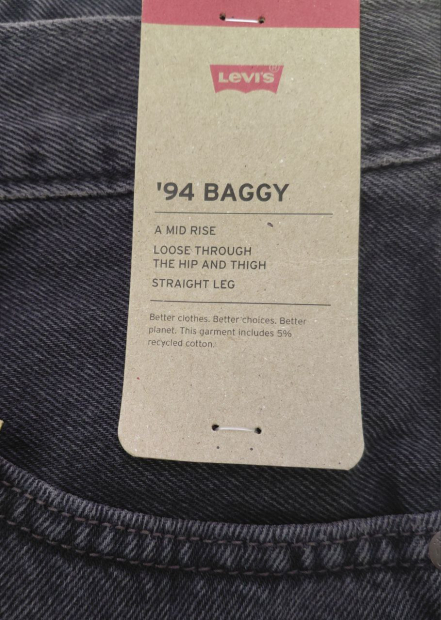 LEVI'S®
'94 BAGGY
A MID RISE
LOOSE THROUGH
THE HIP AND THIGH
STRAIGHT LEG
Better clothes. Better choices. Better
planet. This garment includes 5%
recycled cotton.